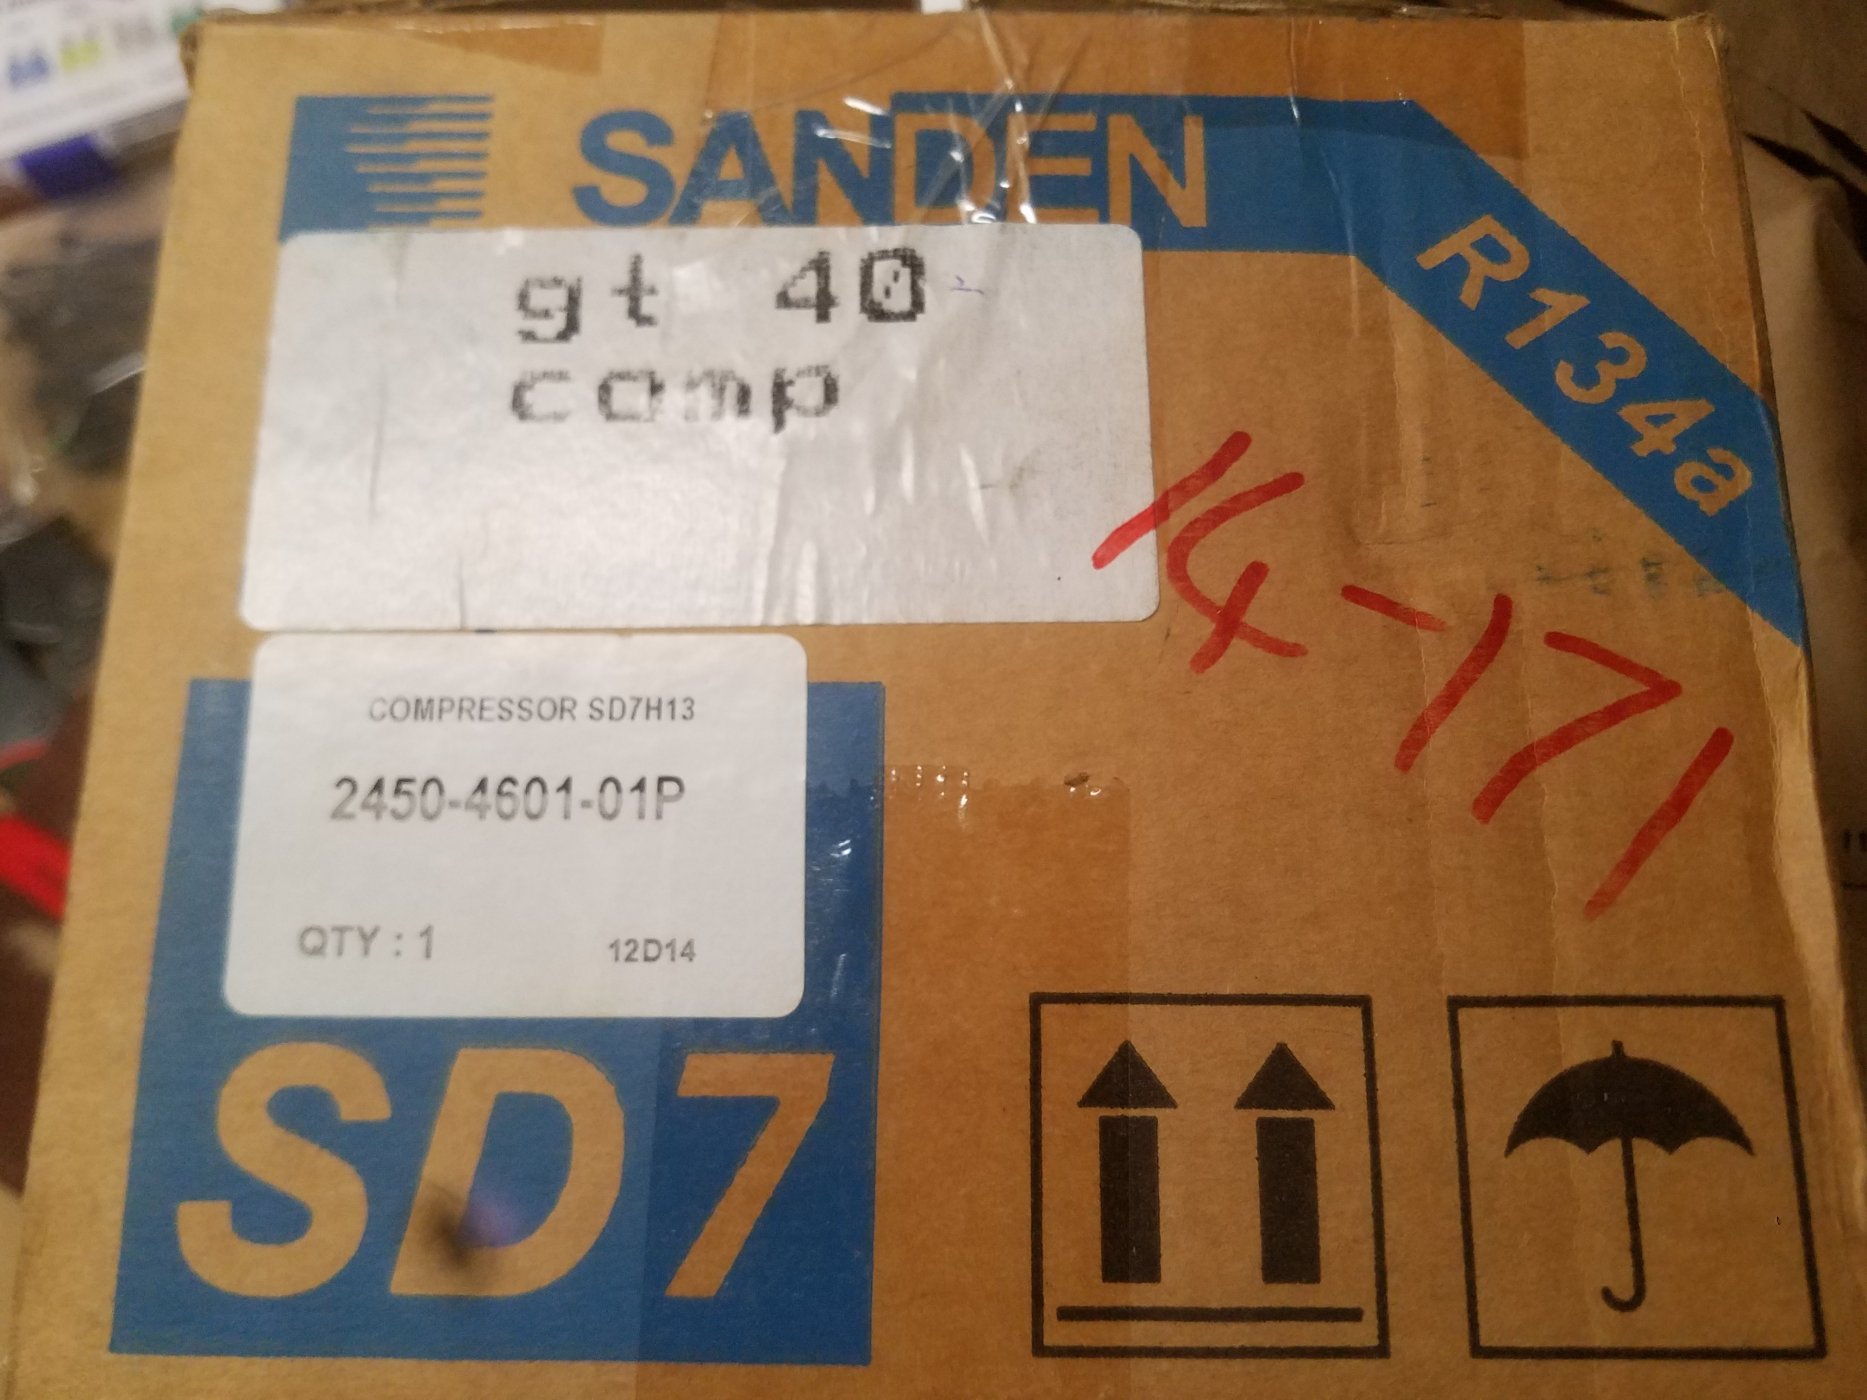 SANDEN
R134a
gt 40
comp
14-171
COMPRESSOR SD7H13
2450-4601-01P
QTY : 1 12D14
SD7